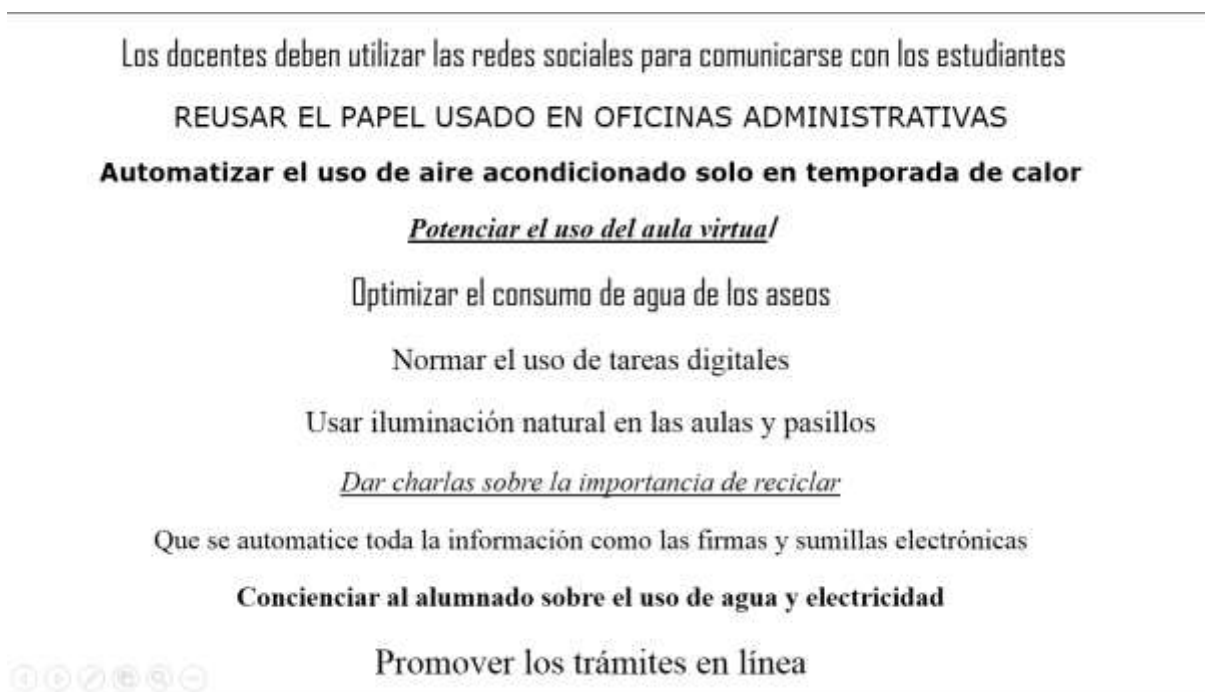 Los docentes deben utilizar las redes sociales para comunicarse con los estudiantes
REUSAR EL PAPEL USADO EN OFICINAS ADMINISTRATIVAS
Automatizar el uso de aire acondicionado solo en temporada de calor
Potenciar el uso del aula virtual
Optimizar el consumo de agua de los aseos
Normar el uso de tareas digitales
Usar iluminación natural en las aulas y pasillos
Dar charlas sobre la importancia de reciclar
Que se automatice toda la información como las firmas y sumillas electrónicas
Concienciar al alumnado sobre el uso de agua y electricidad
Promover los trámites en línea